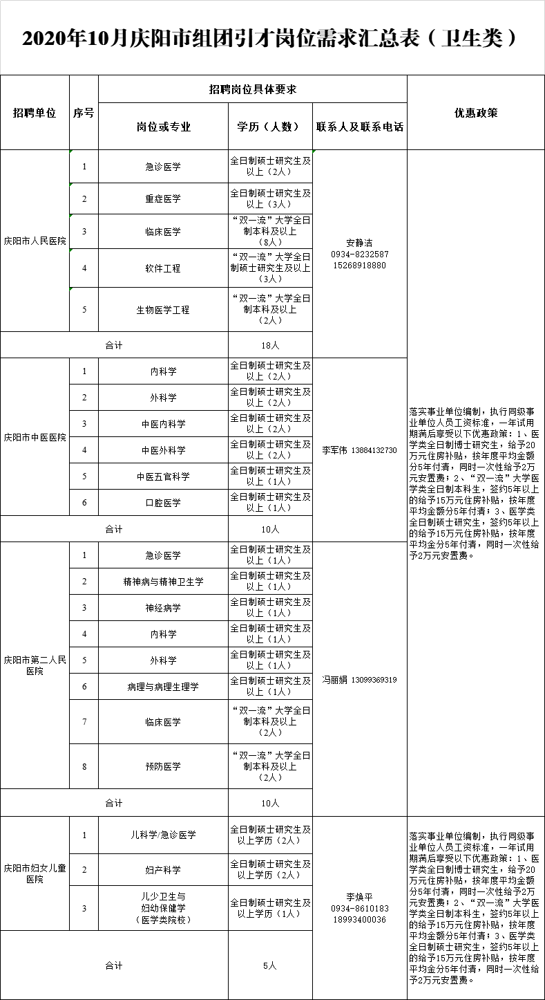 2020年10月庆阳市组团引才岗位需求汇总表（卫生类）
招聘单位
序号
招聘岗位具体要求
优惠政策
岗位或专业
学历（人数）
联系人及联系电话
庆阳市人民医院
1
急诊医学
全日制硕士研究生及
以上（2人）
2
重症医学
全日制硕士研究生及
以上（3人）
3
临床医学
“双一流”大学全日
制本科及以上
（8人）
4
软件工程
“双一流”大学全日
制硕士研究生及以上
（3人）
5
生物医学工程
“双一流”大学全日
制本科及以上
（2人）
安静洁
0934-8232587
15268918880
合计
18人
庆阳市中医医院
1
内科学
全日制硕士研究生及
以上（2人）
2
外科学
全日制硕士研究生及
以上（2人）
3
中医内科学
全日制硕士研究生及
以上（2人）
4
中医外科学
全日制硕士研究生及
以上（2人）
5
中医五官科学
全日制硕士研究生及
以上（1人）
6
口腔医学
全日制硕士研究生及
以上（1人）
李军伟 13884132730
合计
10人
庆阳市第二人民
医院
1
急诊医学
全日制硕士研究生及
以上（1人）
2
精神病与精神卫生学
全日制硕士研究生及
以上（1人）
3
神经病学
全日制硕士研究生及
以上（1人）
4
内科学
全日制硕士研究生及
以上（1人）
5
外科学
全日制硕士研究生及
以上（1人）
6
病理与病理生理学
全日制硕士研究生及
以上（1人）
7
临床医学
“双一流”大学全日
制本科及以上
（2人）
8
预防医学
“双一流”大学全日
制本科及以上
（2人）
冯丽娟 13099369319
合计
10人
落实事业单位编制，执行同级事
业单位人员工资标准，一年试用
期满后享受以下优惠政策：1、医
学类全日制博士研究生，给予20
万元住房补贴，按年度平均金额
分5年付清，同时一次性给予2万
元安置费；2、“双一流”大学医
学类全日制本科生，签约5年以上
的给予15万元住房补贴，按年度
平均金额分5年付清；3、医学类
全日制硕士研究生，签约5年以上
的给予15万元住房补贴，按年度
平均金分5年付清，同时一次性给
予2万元安置费。
庆阳市妇女儿童
医院
1
儿科学/急诊医学
全日制硕士研究生及
以上学历（2人）
2
妇产科学
全日制硕士研究生及
以上学历（2人）
3
儿少卫生与
妇幼保健学
（医学类院校）
全日制硕士研究生及
以上学历（1人）
李焕平
0934-8610183
18993400036
合计
5人
落实事业单位编制，执行同级事
业单位人员工资标准，一年试用
期满后享受以下优惠政策：1、医
学类全日制博士研究生，给予20
万元住房补贴，按年度平均金额
分5年付清，同时一次性给予2万
元安置费；2、“双一流”大学医
学类全日制本科生，签约5年以上
的给予15万元住房补贴，按年度
平均金额分5年付清；3、医学类
全日制硕士研究生，签约5年以上
的给予15万元住房补贴，按年度
平均金分5年付清，同时一次性给
予2万元安置费。